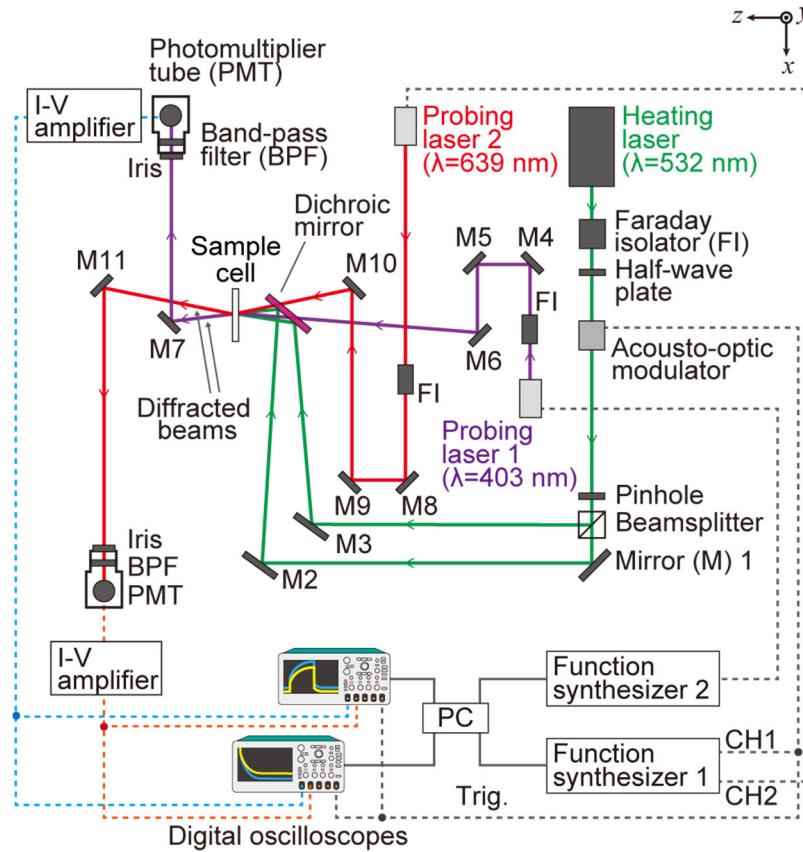 z
y
x
Photomultiplier
tube (PMT)
I-V
amplifier
Band-pass
filter (BPF)
Iris
Probing
laser 2
(λ=639 nm)
Heating
laser
(λ=532 nm)
Dichroic
mirror
Sample
cell
Faraday
isolator (FI)
Half-wave
plate
M11
M10
M5
M4
FI
M7
M6
Acousto-optic
modulator
FI
Diffracted
beams
Probing
laser 1
(λ=403 nm)
M9
M8
Pinhole
Beamsplitter
M3
M2
Mirror (M) 1
Iris
BPF
PMT
I-V
amplifier
Function
synthesizer 2
PC
CH1
Function
synthesizer 1
CH2
Trig.
Digital oscilloscopes